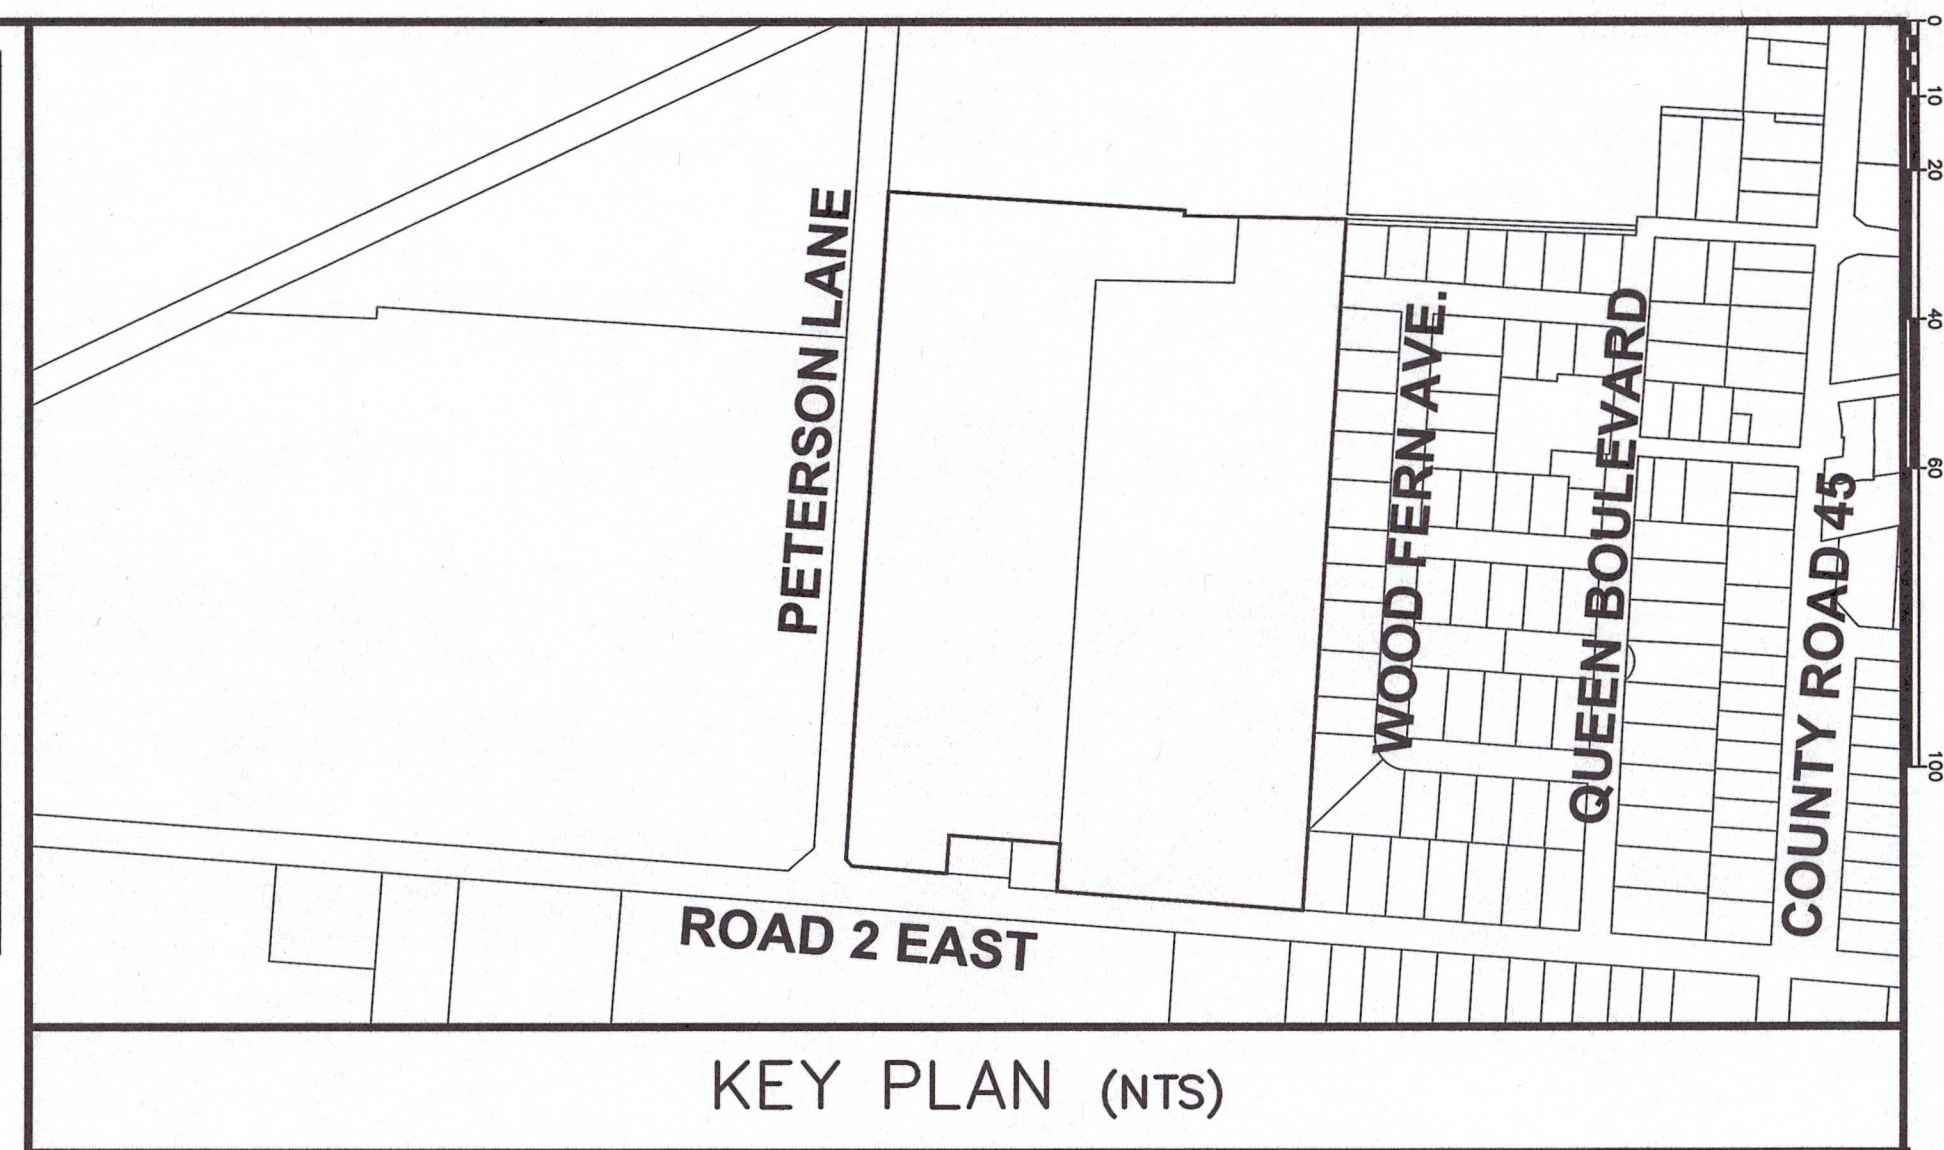 PETERSON LANE
WOOD FERN AVE.
QUEEN BOULEVARD
COUNTY ROAD 45
ROAD 2 EAST
KEY PLAN (NTS)
0
10
20
40
60
100